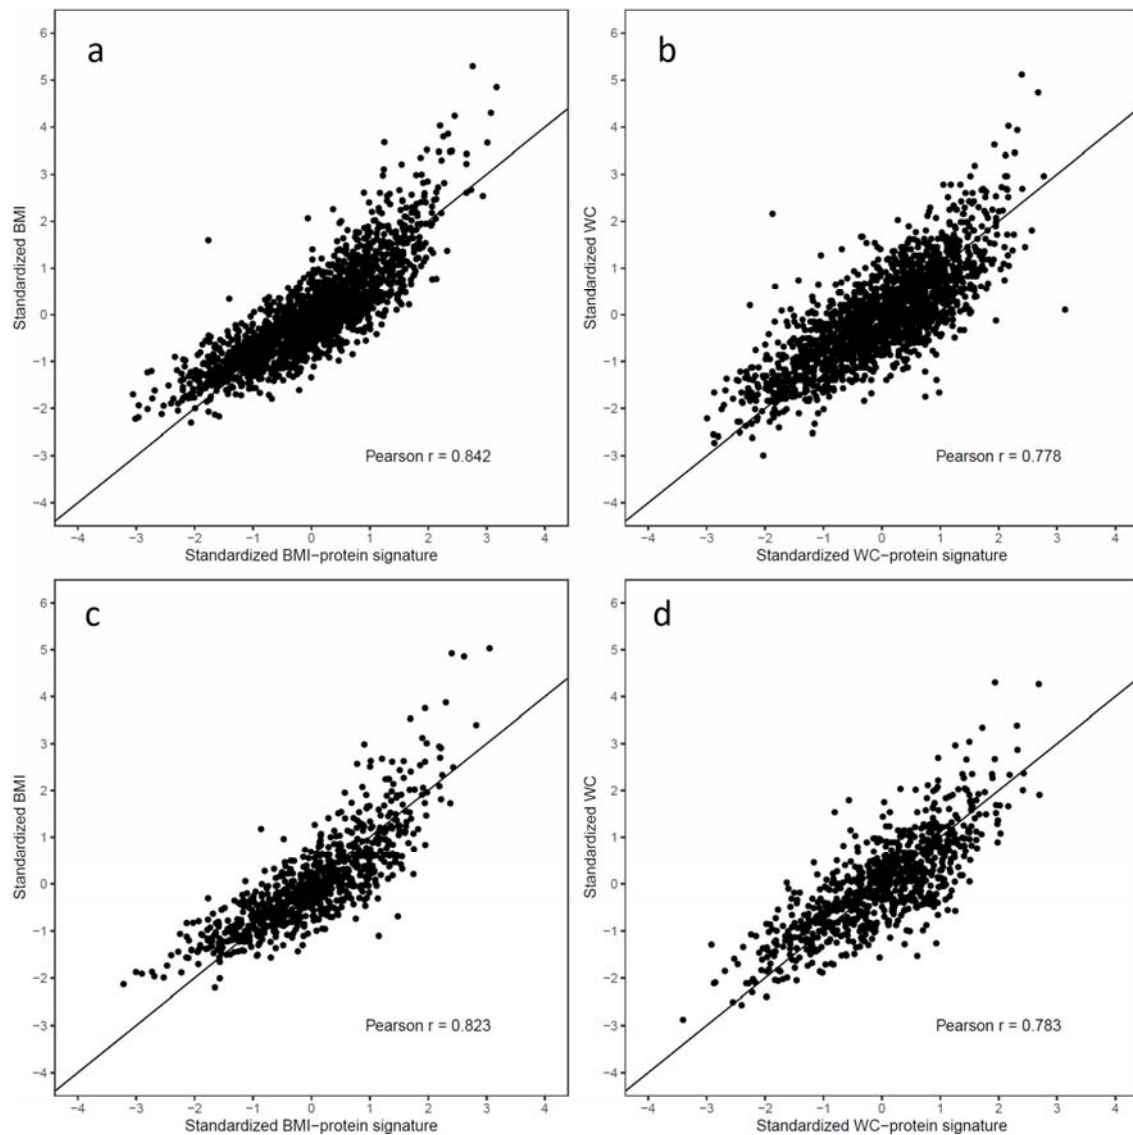 a
6
5
4
3
2
1
0
−1
−2
−3
−4
Standardized BMI
Pearson r = 0.842
−4 −3 −2 −1 0 1 2 3 4
Standardized BMI−protein signature
b
6
5
4
3
2
1
0
−1
−2
−3
−4
Standardized WC
Pearson r = 0.778
−4 −3 −2 −1 0 1 2 3 4
Standardized WC−protein signature
c
6
5
4
3
2
1
0
−1
−2
−3
−4
Standardized BMI
Pearson r = 0.823
−4 −3 −2 −1 0 1 2 3 4
Standardized BMI−protein signature
d
6
5
4
3
2
1
0
−1
−2
−3
−4
Standardized WC
Pearson r = 0.783
−4 −3 −2 −1 0 1 2 3 4
Standardized WC−protein signature